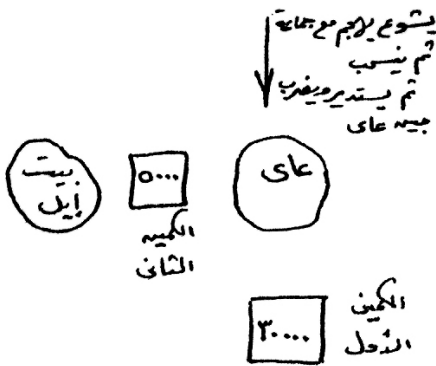 يشوع يهاجم مع جماعة
ثم ينسحب
ثم يستدير ويضرب
جيش عاى
عاى
بيت
إيل
٥٠٠٠
الكمين
الثانى
٣٠٠٠٠
الكمين
الأول